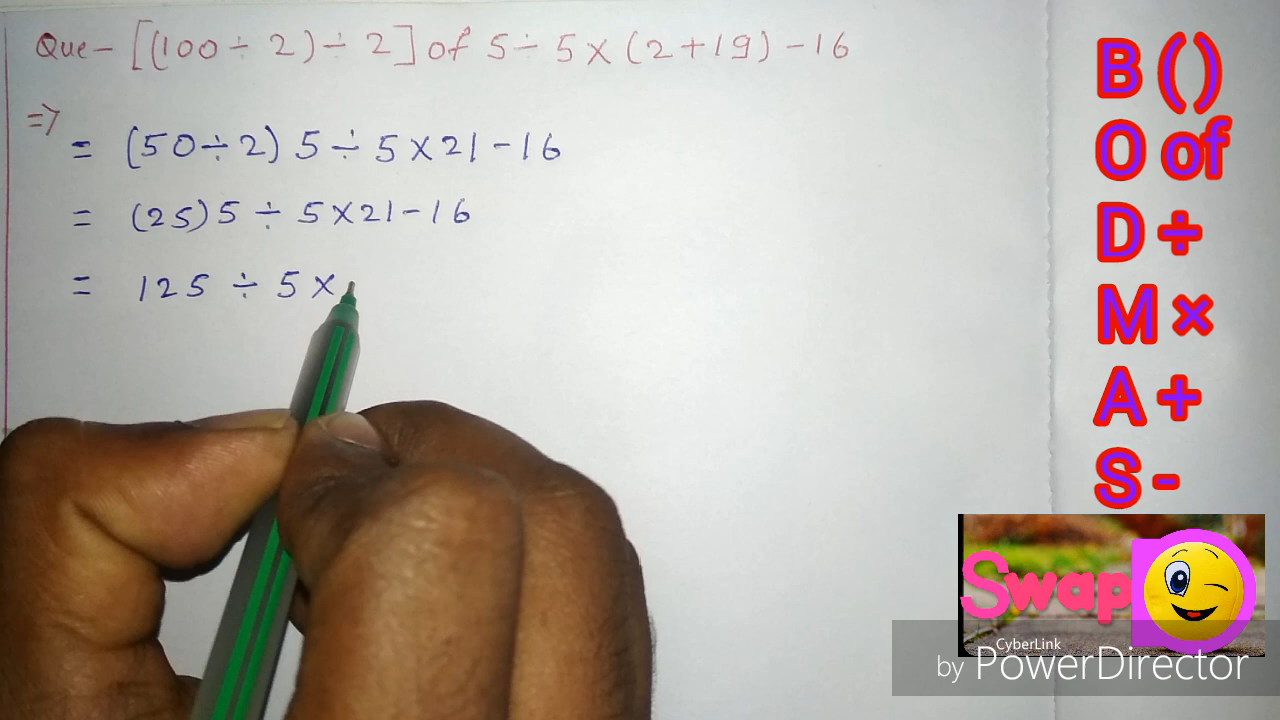 Que - [(100 ÷ 2) ÷ 2] of 5 ÷ 5 × (2 + 19) - 16
=>
= (50 ÷ 2) 5 ÷ 5 × 21 - 16
= (25) 5 ÷ 5 × 21 - 16
= 125 ÷ 5 ×
B ( )
O of
D ÷
M ×
A +
S -
Swap
CyberLink
by PowerDirector